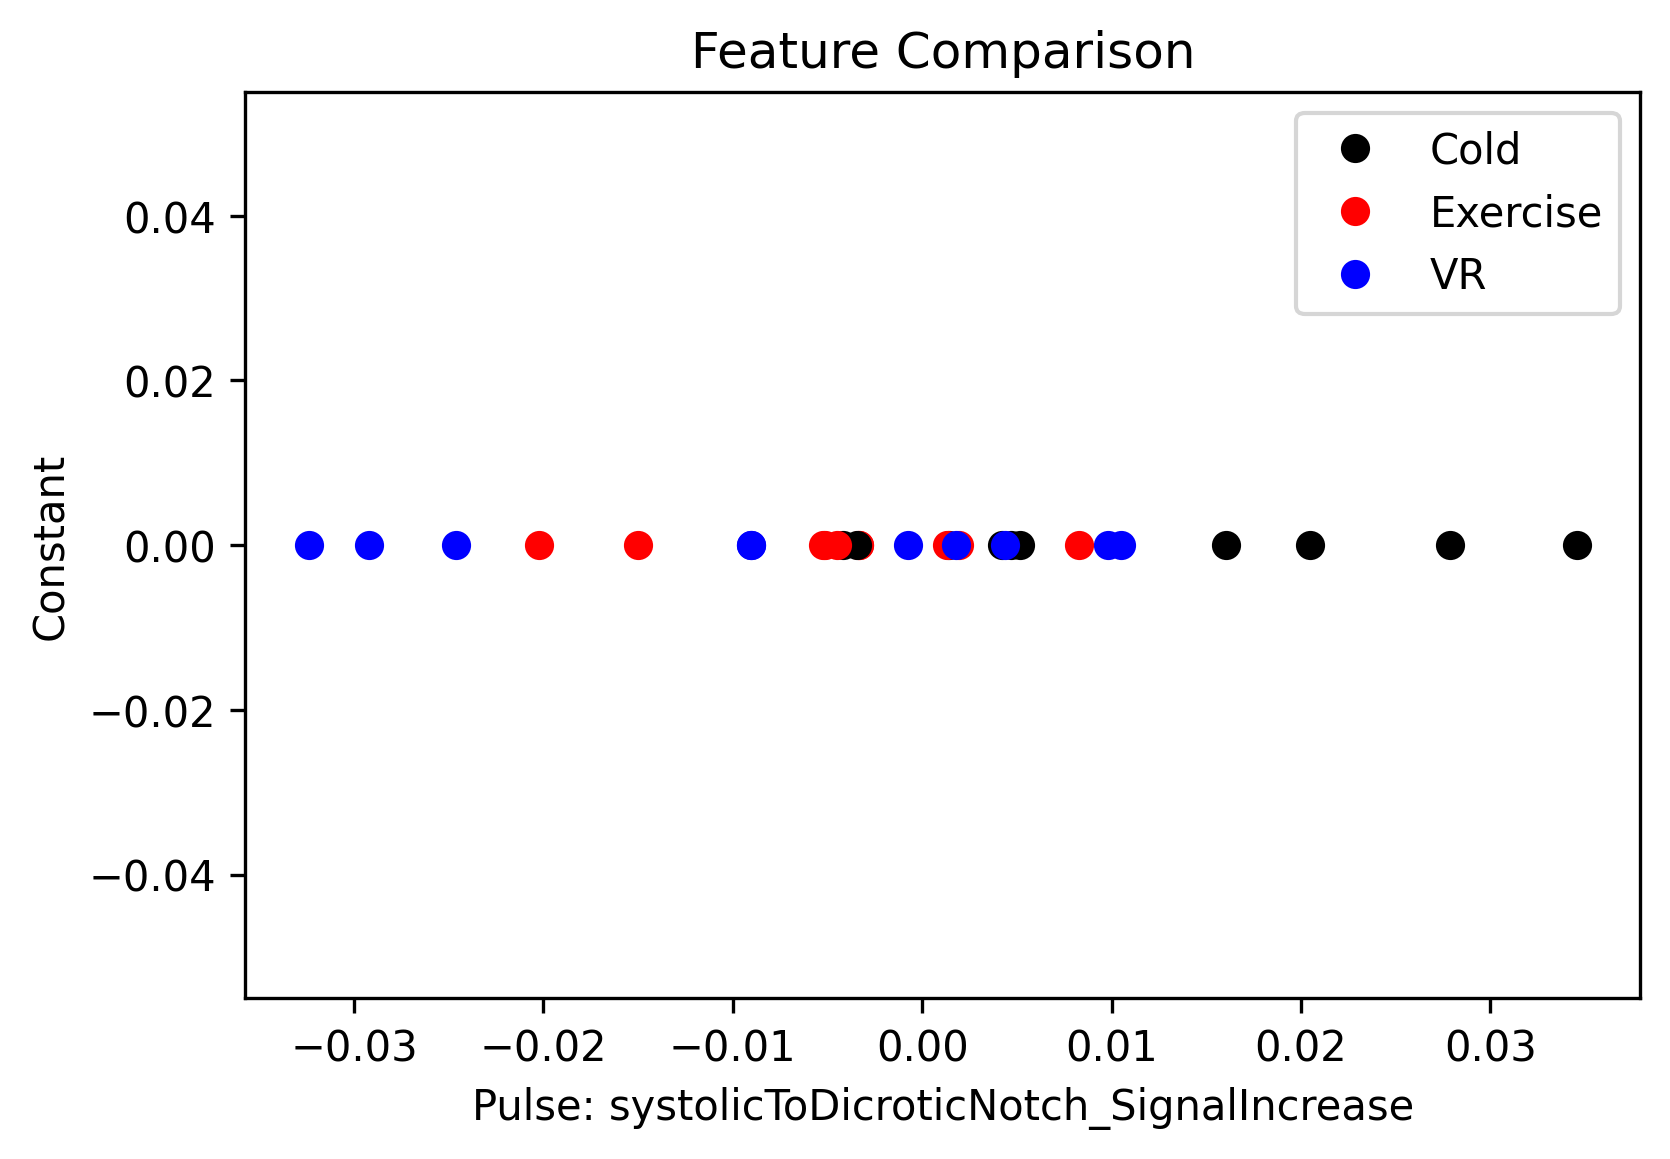 Feature Comparison
Cold
Exercise
VR
0.04
0.02
0.00
−0.02
−0.04
Constant
−0.03 −0.02 −0.01 0.00 0.01 0.02 0.03
Pulse: systolicToDicroticNotch_SignalIncrease